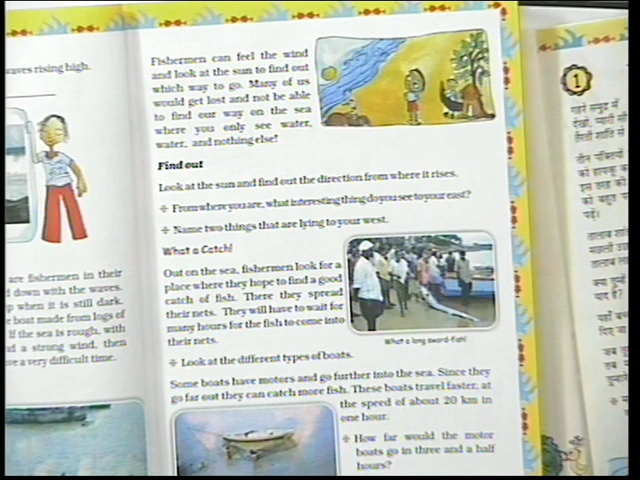 waves rising high.
are fishermen in their
down with the waves.
when it is still dark.
boat made from logs of
If the sea is rough, with
a strong wind, then
a very difficult time.
Fishermen can feel the wind
and look at the sun to find out
which way to go. Many of us
would get lost and not be able
to find our way on the sea
where you only see water,
water, and nothing else!
Find out
Look at the sun and find out the direction from where it rises.
From where you are, what interesting thing do you see to your east?
Name two things that are lying to your west.
What a Catch!
Out on the sea, fishermen look for a
place where they hope to find a good
catch of fish. There they spread
their nets. They will have to wait for
many hours for the fish to come into
their nets.
What a long sword-fish!
Look at the different types of boats.
Some boats have motors and go further into the sea. Since they
go far out they can catch more fish. These boats travel faster, at
the speed of about 20 km in
one hour.
How far would the motor
boats go in three and a half
hours?
1